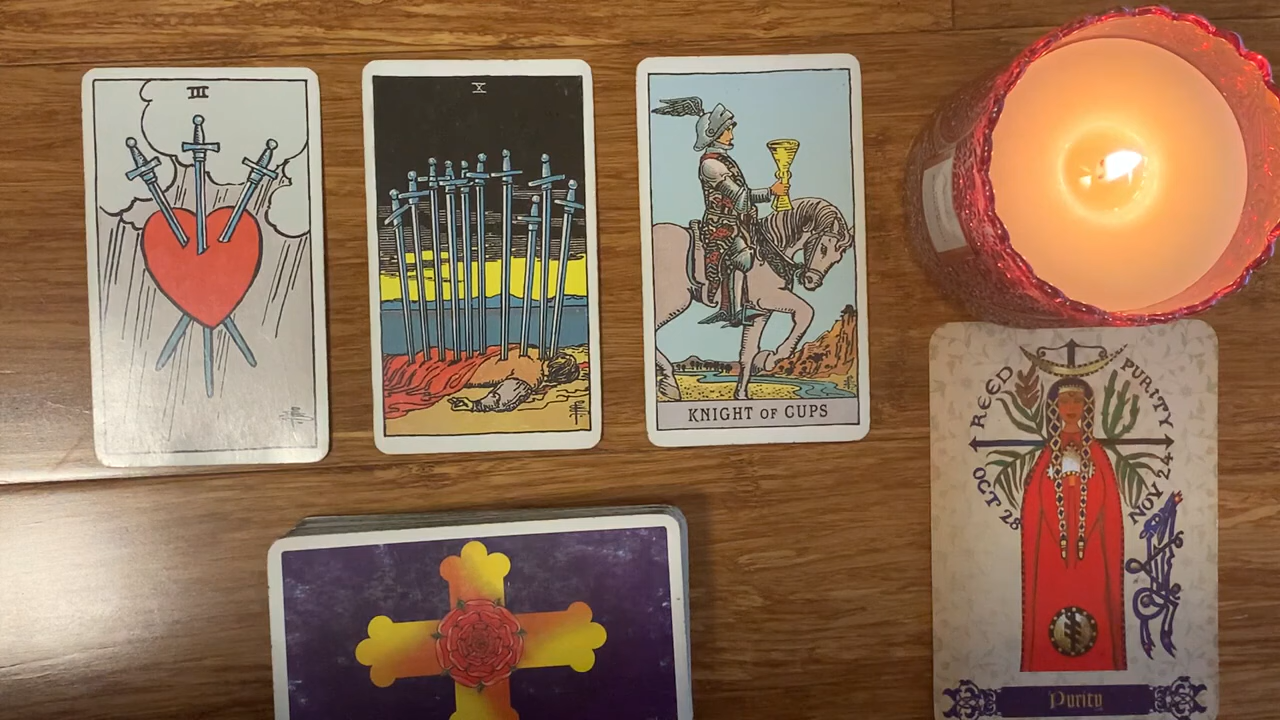 III
X
KNIGHT OF CUPS
REED
PURITY
OCT 28
NOV 24
Purity